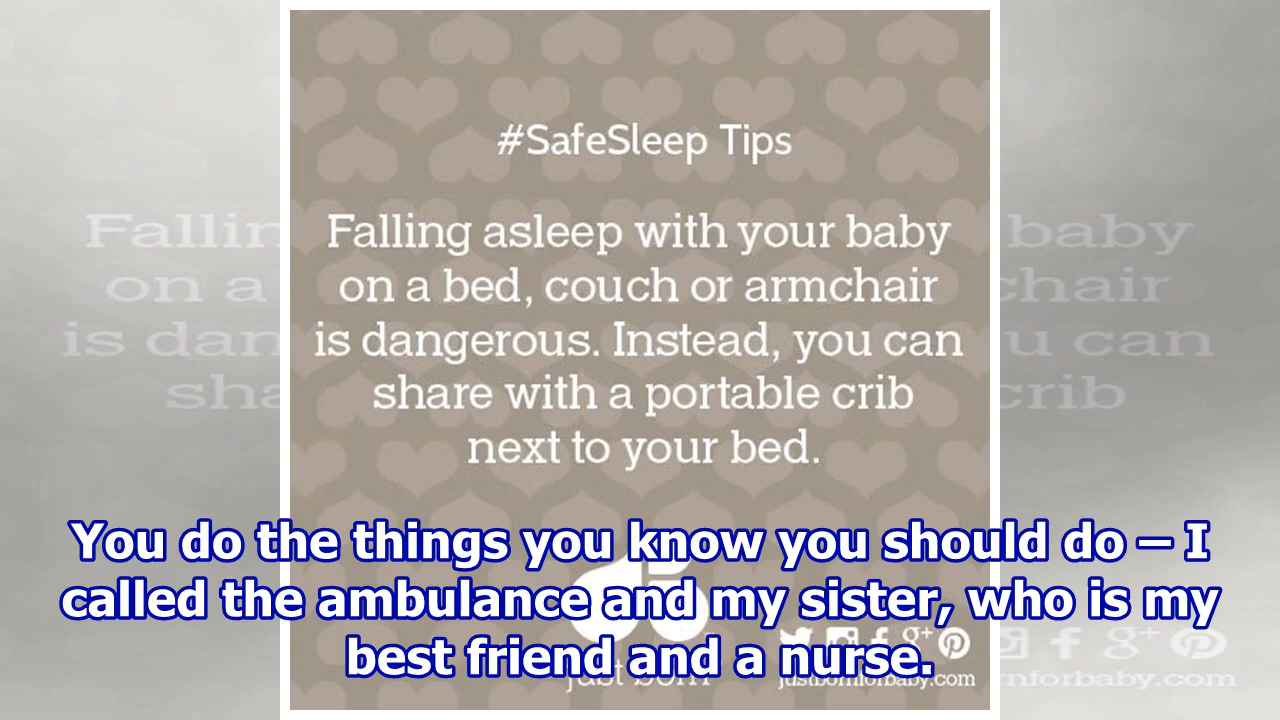 #SafeSleep Tips
Falling asleep with your baby
on a bed, couch or armchair
is dangerous. Instead, you can
share with a portable crib
next to your bed.
You do the things you know you should do – I
called the ambulance and my sister, who is my
best friend and a nurse.
just born
justbornforbaby.com